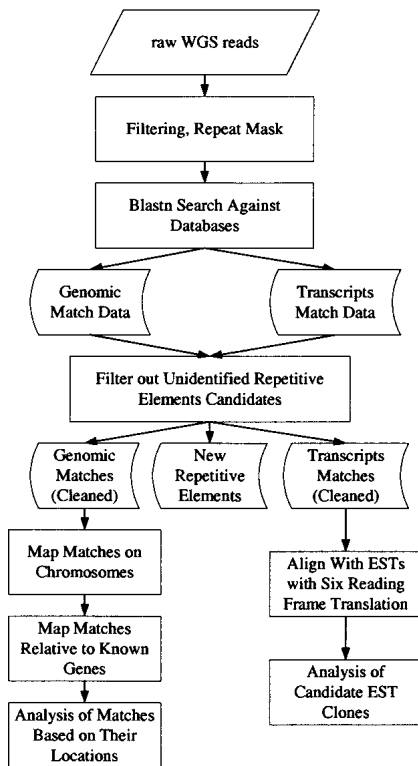 raw WGS reads
Filtering, Repeat Mask
Blastn Search Against
Databases
Genomic
Match Data
Transcripts
Match Data
Filter out Unidentified Repetitive
Elements Candidates
Genomic
Matches
(Cleaned)
New
Repetitive
Elements
Transcripts
Matches
(Cleaned)
Map Matches on
Chromosomes
Align With ESTs
with Six Reading
Frame Translation
Map Matches
Relative to Known
Genes
Analysis of
Candidate EST
Clones
Analysis of Matches
Based on Their
Locations